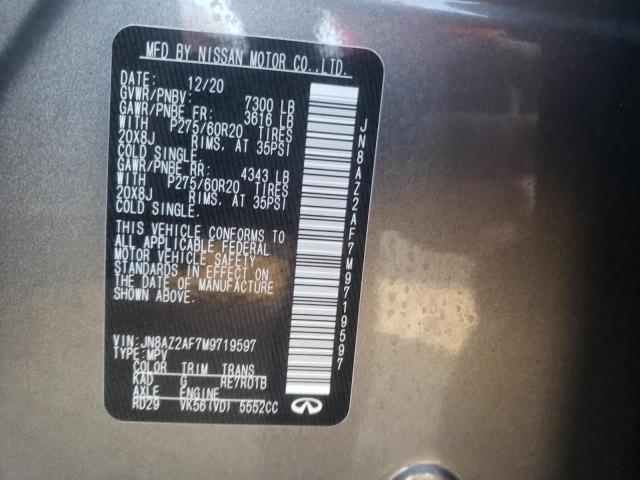 MFD BY NISSAN MOTOR CO.,LTD.
DATE: 12/20
GVWR/PNBV: 7300 LB
GAWR/PNBE FR: 3616 LB
WITH P275/60R20 TIRES
20X8J RIMS. AT 35PSI
COLD SINGLE.
GAWR/PNBE RR: 4343 LB
WITH P275/60R20 TIRES
20X8J RIMS. AT 35PSI
COLD SINGLE.
THIS VEHICLE CONFORMS TO
ALL APPLICABLE FEDERAL
MOTOR VEHICLE SAFETY
STANDARDS IN EFFECT ON
THE DATE OF MANUFACTURE
SHOWN ABOVE.
VIN:JN8AZ2AF7M9719597
TYPE:MPV
COLOR TRIM TRANS
KAD G RE7R01B
AXLE ENGINE
RD29 VK56(VD) 5552CC
JN8AZ2AF7M9719597
INFINITI